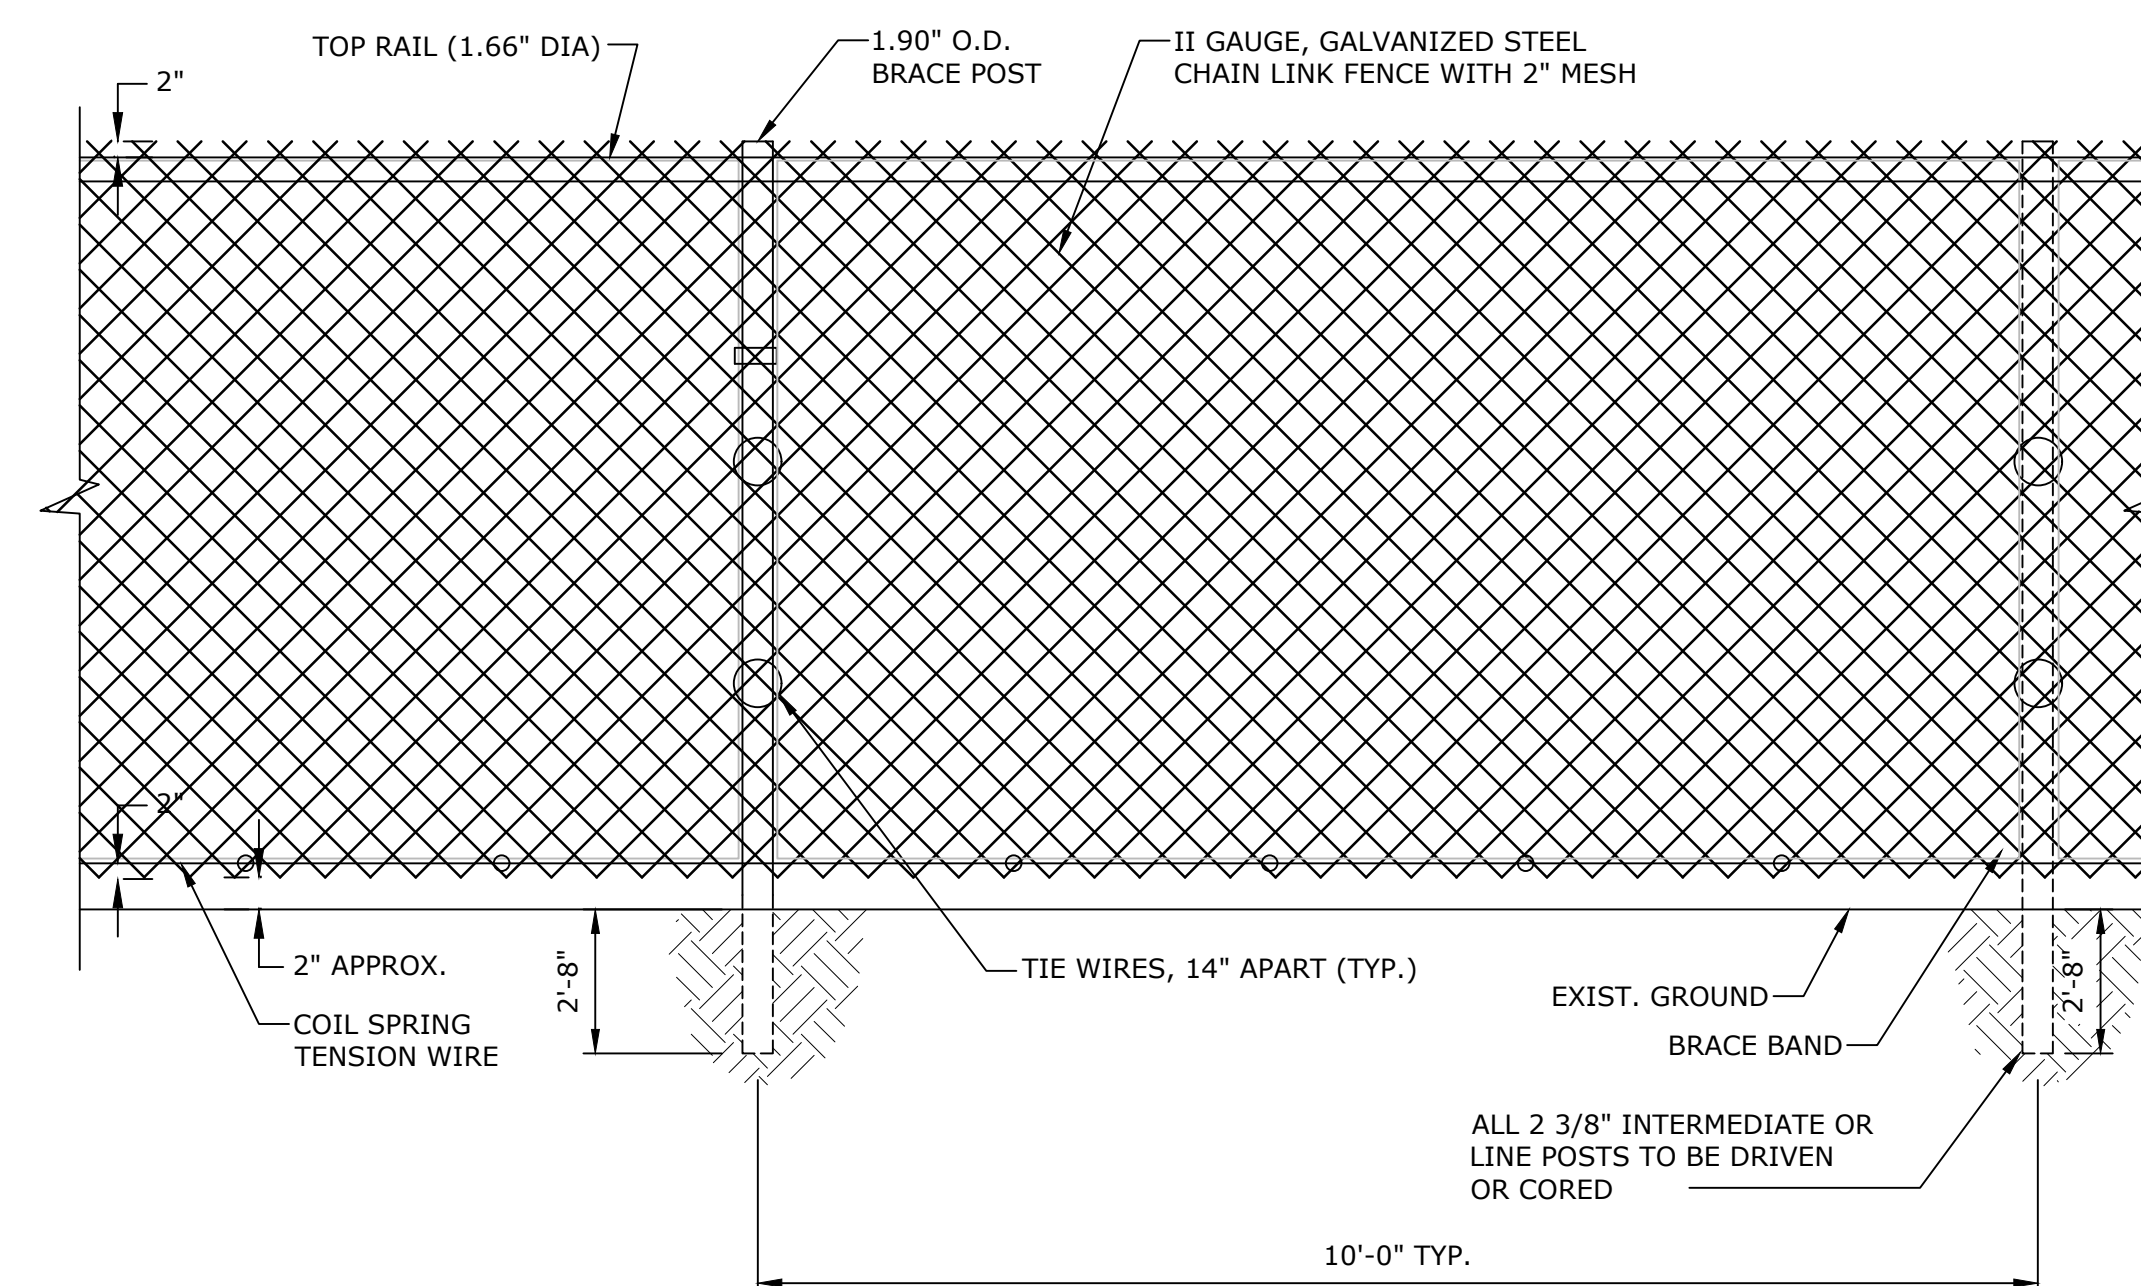 TOP RAIL (1.66" DIA)
1.90" O.D.
BRACE POST
II GAUGE, GALVANIZED STEEL
CHAIN LINK FENCE WITH 2" MESH
2"
2"
2" APPROX.
COIL SPRING
TENSION WIRE
2'-8"
TIE WIRES, 14" APART (TYP.)
EXIST. GROUND
BRACE BAND
2'-8"
ALL 2 3/8" INTERMEDIATE OR
LINE POSTS TO BE DRIVEN
OR CORED
10'-0" TYP.